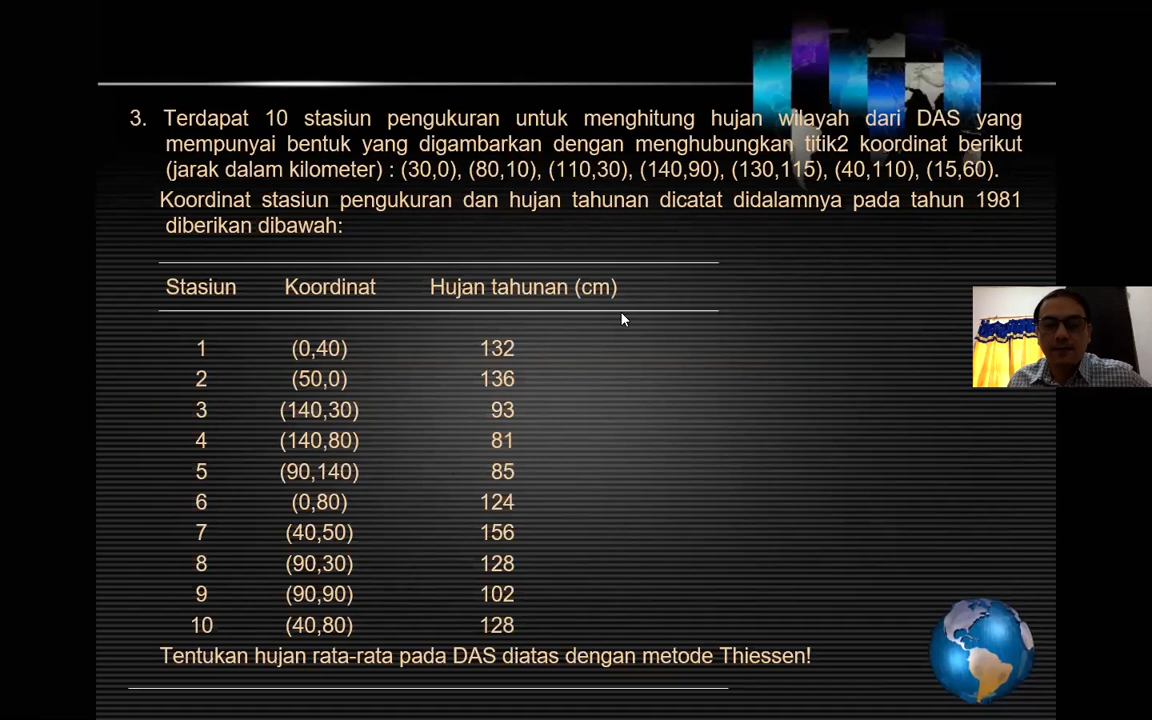 3. Terdapat 10 stasiun pengukuran untuk menghitung hujan wilayah dari DAS yang
mempunyai bentuk yang digambarkan dengan menghubungkan titik2 koordinat berikut
(jarak dalam kilometer) : (30,0), (80,10), (110,30), (140,90), (130,115), (40,110), (15,60).
Koordinat stasiun pengukuran dan hujan tahunan dicatat didalamnya pada tahun 1981
diberikan dibawah:
Stasiun Koordinat Hujan tahunan (cm)
1 (0,40) 132
2 (50,0) 136
3 (140,30) 93
4 (140,80) 81
5 (90,140) 85
6 (0,80) 124
7 (40,50) 156
8 (90,30) 128
9 (90,90) 102
10 (40,80) 128
Tentukan hujan rata-rata pada DAS diatas dengan metode Thiessen!